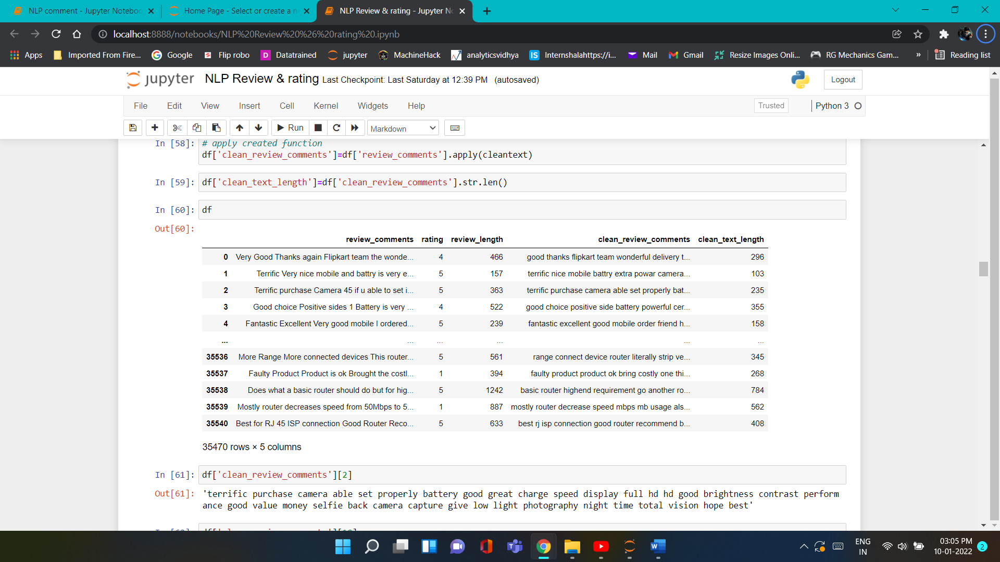 NLP comment - Jupyter Noteboo
Home Page - Select or create a n
NLP Review & rating - Jupyter No
localhost:8888/notebooks/NLP%20Review%20%26%20rating%20.ipynb
Apps
Imported From Fire...
Google
Flip robo
D
Datatrained
jupyter
MachineHack
analyticsvidhya
IS
Internshalahttps://i...
Mail
Gmail
Resize Images Onli...
RG Mechanics Gam...
»
Reading list
jupyter NLP Review & rating Last Checkpoint: Last Saturday at 12:39 PM (autosaved)
Logout
File Edit View Insert Cell Kernel Widgets Help
Trusted
Python 3
Run
Markdown
In [58]: # apply created function
df['clean_review_comments']=df['review_comments'].apply(cleantext)
In [59]: df['clean_text_length']=df['clean_review_comments'].str.len()
In [60]: df
Out[60]:
review_comments rating review_length clean_review_comments clean_text_length
0 Very Good Thanks again Flipkart team the wonde... 4 466 good thanks flipkart team wonderful delivery t... 296
1 Terrific Very nice mobile and battry is very e... 5 157 terrific nice mobile battry extra powar camera... 103
2 Terrific purchase Camera 45 if u able to set i... 5 363 terrific purchase camera able set properly bat... 235
3 Good choice Positive sides 1 Battery is very ... 4 522 good choice positive side battery powerful cer... 355
4 Fantastic Excellent Very good mobile I ordered... 5 239 fantastic excellent good mobile order friend h... 158
... ... ... ... ... ...
35536 More Range More connected devices This router... 5 561 range connect device router literally strip ve... 345
35537 Faulty Product Product is ok Brought the costl... 1 394 faulty product product ok bring costly one thi... 268
35538 Does what a basic router should do but for hig... 5 1242 basic router highend requirement go another ro... 784
35539 Mostly router decreases speed from 50Mbps to 5... 1 887 mostly router decrease speed mbps mb usage als... 562
35540 Best for RJ 45 ISP connection Good Router Reco... 5 633 best rj isp connection good router recommend b... 408
35470 rows × 5 columns
In [61]: df['clean_review_comments'][2]
Out[61]: 'terrific purchase camera able set properly battery good great charge speed display full hd hd good brightness contrast perform
ance good value money selfie back camera capture give low light photography night time total vision hope best'
ENG
IN
03:05 PM
10-01-2022
2